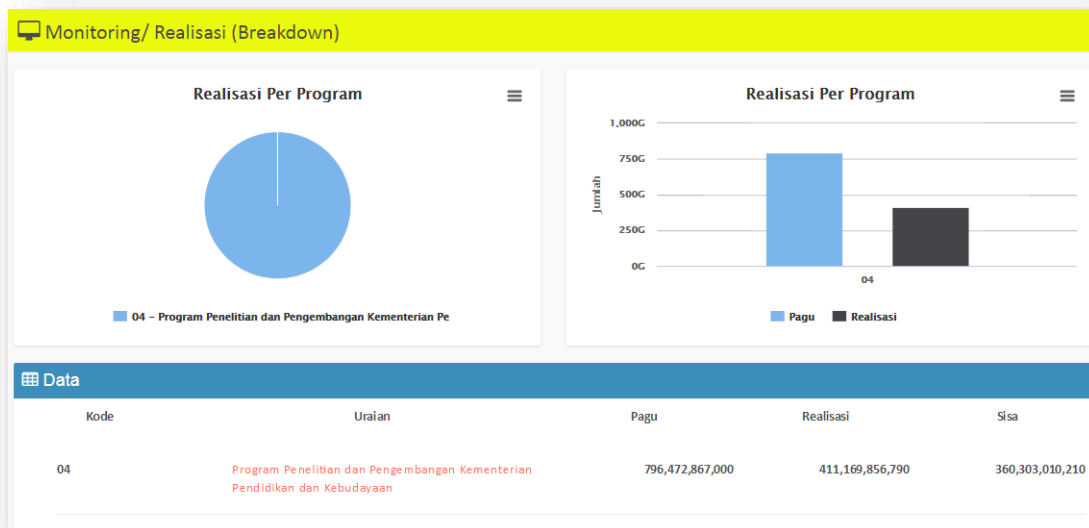 Monitoring/ Realisasi (Breakdown)
Realisasi Per Program
04 – Program Penelitian dan Pengembangan Kementerian Pe
Realisasi Per Program
1,000G
750G
500G
250G
0G
Jumlah
04
Pagu Realisasi
Data
Kode Uraian Pagu Realisasi Sisa
04 Program Penelitian dan Pengembangan Kementerian 796,472,867,000 411,169,856,790 360,303,010,210
Pendidikan dan Kebudayaan